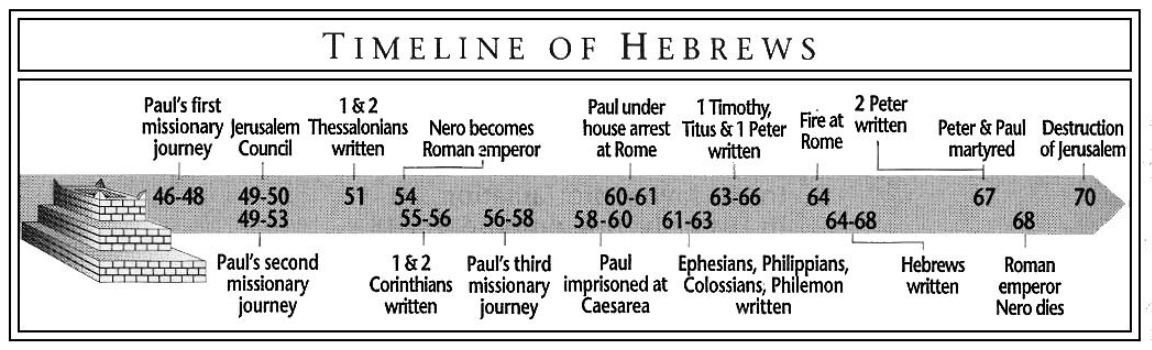 TIMELINE OF HEBREWS
Paul's first
missionary
journey
Jerusalem
Council
1 & 2
Thessalonians
written
Nero becomes
Roman emperor
Paul under
house arrest
at Rome
1 Timothy,
Titus & 1 Peter
written
Fire at
Rome
2 Peter
written
Peter & Paul
martyred
Destruction
of Jerusalem
46-48
49-50
51
54
60-61
63-66
64
67
70
49-53
55-56
56-58
58-60
61-63
64-68
68
Paul's second
missionary
journey
1 & 2
Corinthians
written
Paul's third
missionary
journey
Paul
imprisoned at
Caesarea
Ephesians, Philippians,
Colossians, Philemon
written
Hebrews
written
Roman
emperor
Nero dies